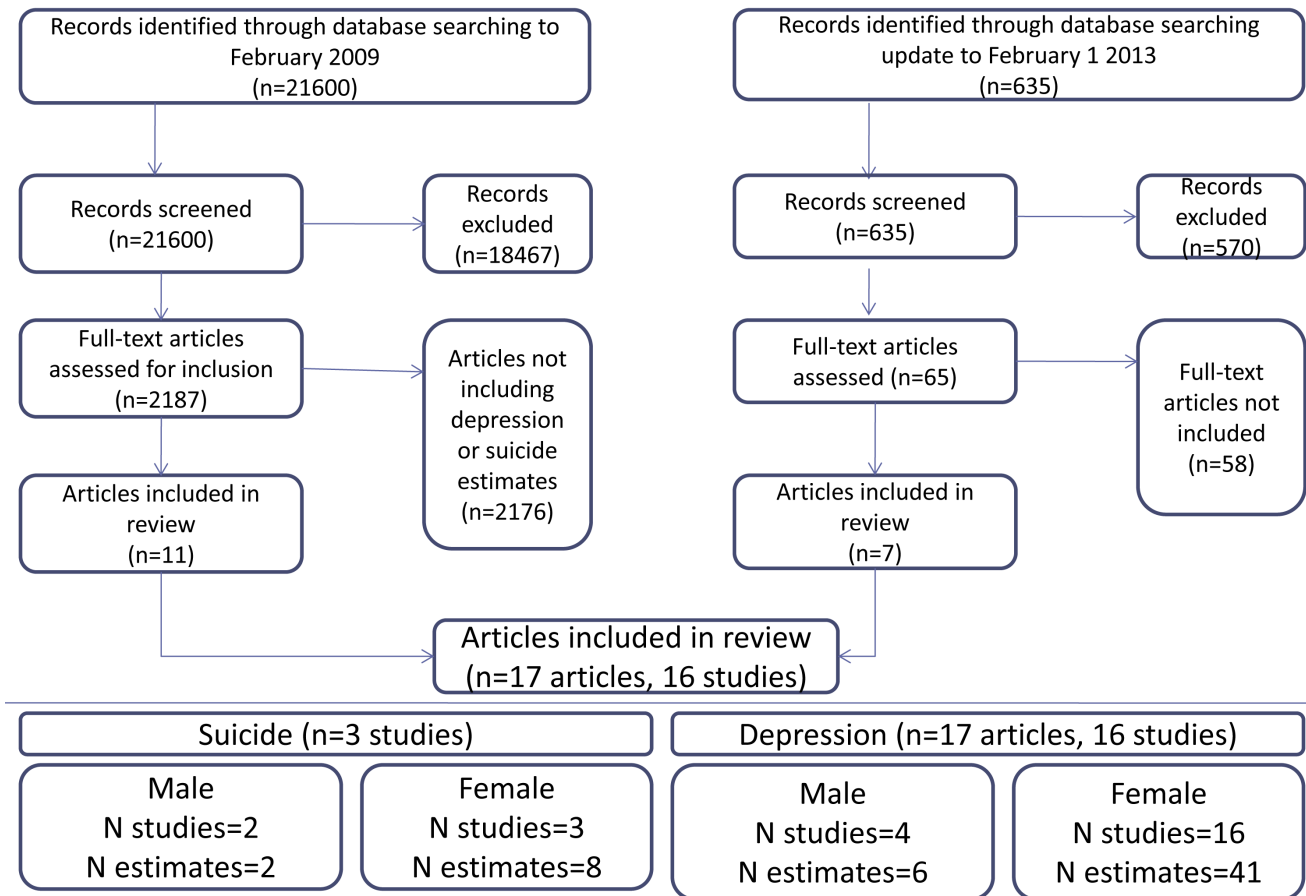 Records identified through database searching to
February 2009
(n=21600)
Records identified through database searching
update to February 1 2013
(n=635)
Records screened
(n=21600)
Records
excluded
(n=18467)
Records screened
(n=635)
Records
excluded
(n=570)
Full-text articles
assessed for inclusion
(n=2187)
Articles not
including
depression
or suicide
estimates
(n=2176)
Full-text articles
assessed (n=65)
Full-text
articles not
included
(n=58)
Articles included in
review
(n=11)
Articles included in
review
(n=7)
Articles included in review
(n=17 articles, 16 studies)
Suicide (n=3 studies)
Depression (n=17 articles, 16 studies)
Male
N studies=2
N estimates=2
Female
N studies=3
N estimates=8
Male
N studies=4
N estimates=6
Female
N studies=16
N estimates=41